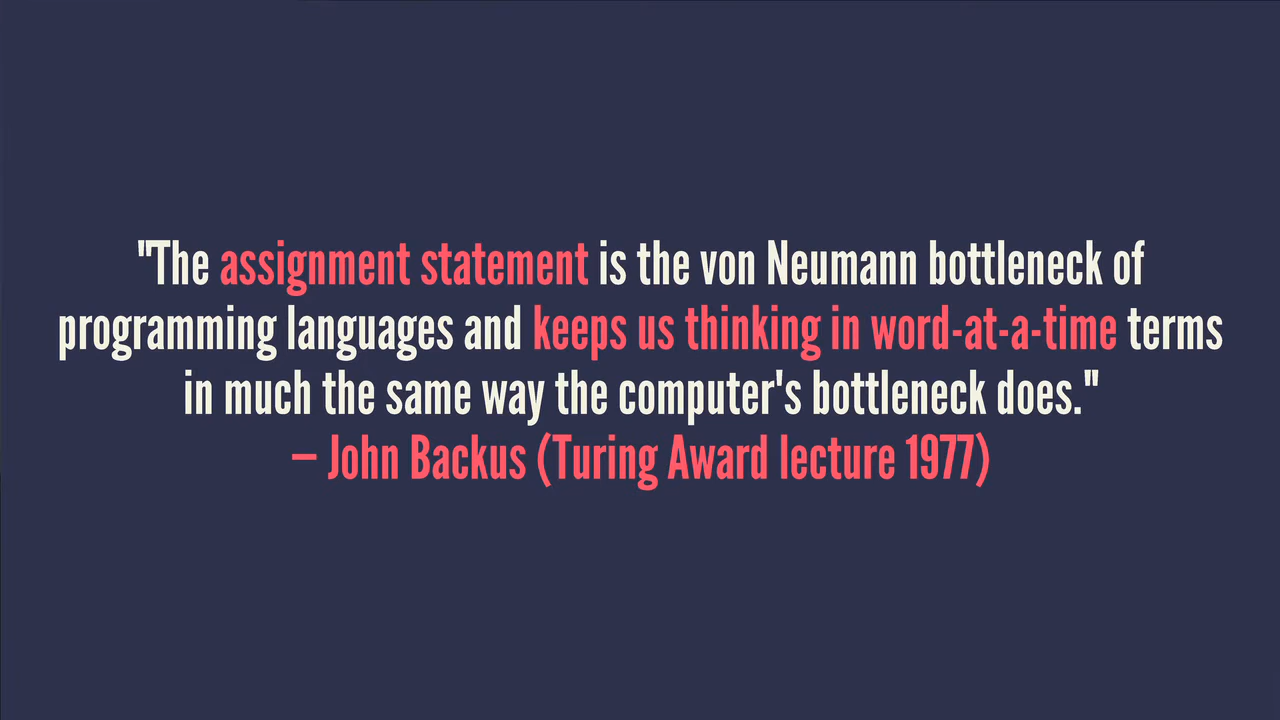 "The assignment statement is the von Neumann bottleneck of
programming languages and keeps us thinking in word-at-a-time terms
in much the same way the computer's bottleneck does."
– John Backus (Turing Award lecture 1977)